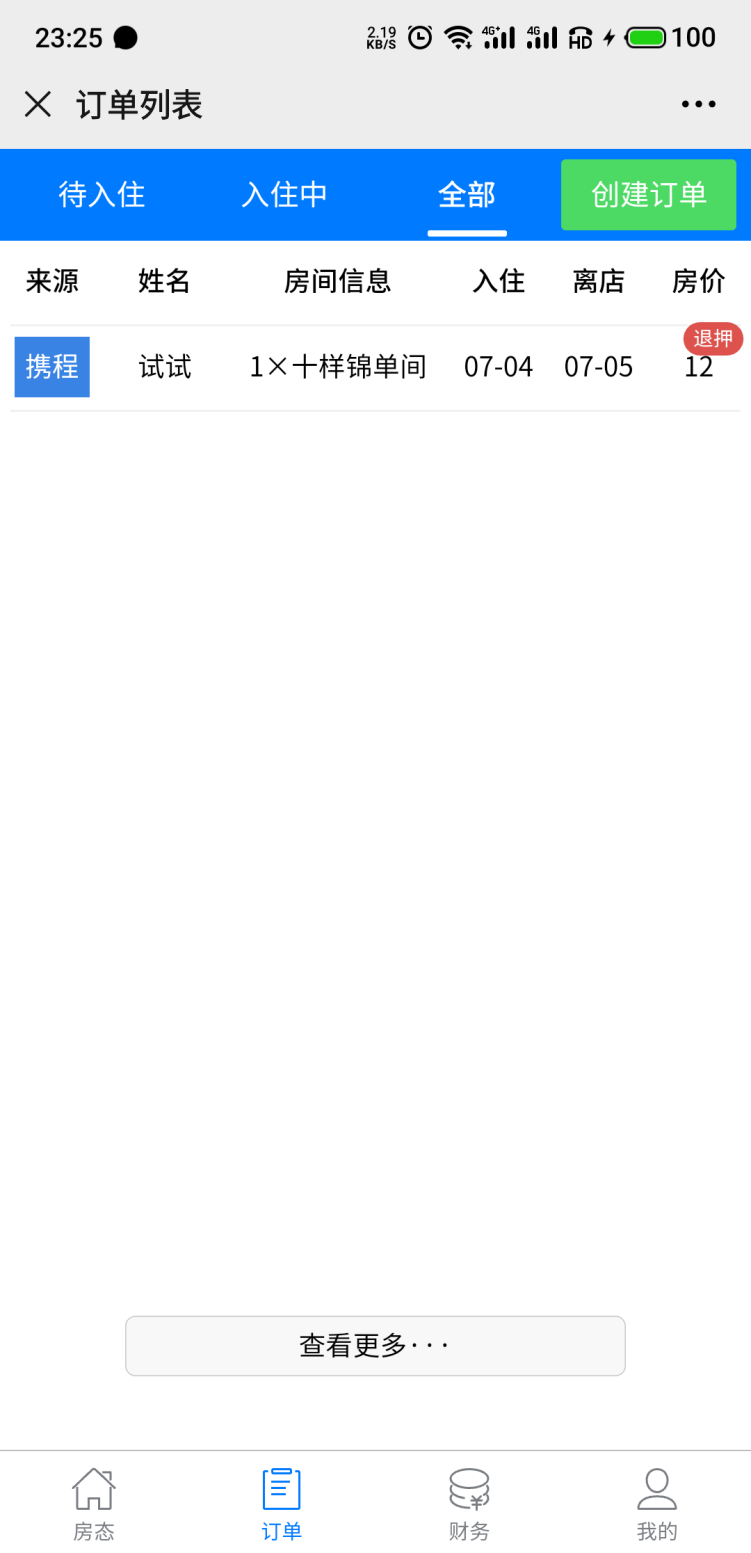 23:25 2.19 KB/S 4G+ 4G HD 100
订单列表
待入住 入住中 全部 创建订单
来源 姓名 房间信息 入住 离店 房价
退押
携程 试试 1×十样锦单间 07-04 07-05 12
查看更多···
房态 订单 财务 我的